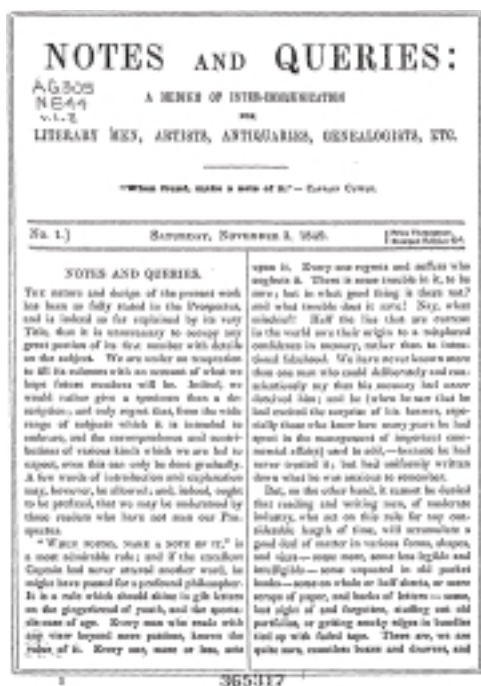 NOTES AND QUERIES:
AG305
NE44
v.1-2
A MEDIUM OF INTER-COMMUNICATION
FOR
LITERARY MEN, ARTISTS, ANTIQUARIES, GENEALOGISTS, ETC.
"When found, make a note of it." — CAPTAIN CUTTLE.
No. 1.]
SATURDAY, NOVEMBER 3, 1849.
NOTES AND QUERIES.
THE nature and design of the present work
has been so fully stated in the Prospectus,
and is indeed so far explained by its very
Title, that it is unnecessary to occupy any
great portion of its first number with details
on the subject. We are under no temptation
to fill its columns with an account of what we
hope future numbers will be. Indeed, we
would rather give a specimen than a de-
scription; and only regret that, from the wide
range of subjects which it is intended to
embrace, and the correspondence and contri-
butions of various kinds which we are led to
expect, even this can only be done gradually.
A few words of introduction and explanation
may, however, be allowed; and, indeed, ought
to be prefixed, that we may be understood by
those readers who have not seen our Pro-
spectus.
"WHEN FOUND, MAKE A NOTE OF IT," is
a most admirable rule; and if the excellent
Captain had never uttered another word, he
might have passed for a profound philosopher.
It is a rule which should shine in gilt letters
on the gingerbread of youth, and the specta-
cle-case of age. Every man who reads with
any view beyond mere pastime, knows the
value of it. Every one, more or less, acts
upon it. Every one regrets and suffers who
neglects it. There is some trouble in it, to be
sure; but in what good thing is there not?
and what trouble does it save! Nay, what
mischief! Half the lies that are current
in the world owe their origin to a misplaced
confidence in memory, rather than to inten-
tional falsehood. We have never known more
than one man who could deliberately and con-
scientiously say that his memory had never
deceived him; and he (when he saw that he
had excited the surprise of his hearers, espe-
cially those who knew how many years he had
spent in the management of important com-
mercial affairs) used to add,—because he had
never trusted it; but had uniformly written
down what he was anxious to remember.
But, on the other hand, it cannot be denied
that reading and writing men, of moderate
industry, who act on this rule for any con-
siderable length of time, will accumulate a
good deal of matter in various forms, shapes,
and sizes—some more, some less legible and
intelligible—some unposted in old pocket
books—some on whole or half sheets, or mere
scraps of paper, and backs of letters—some,
lost sight of and forgotten, stuffing out old
portfolios, or getting smoky edges in bundles
tied up with faded tape. There are, we are
quite sure, countless boxes and drawers, and
365317